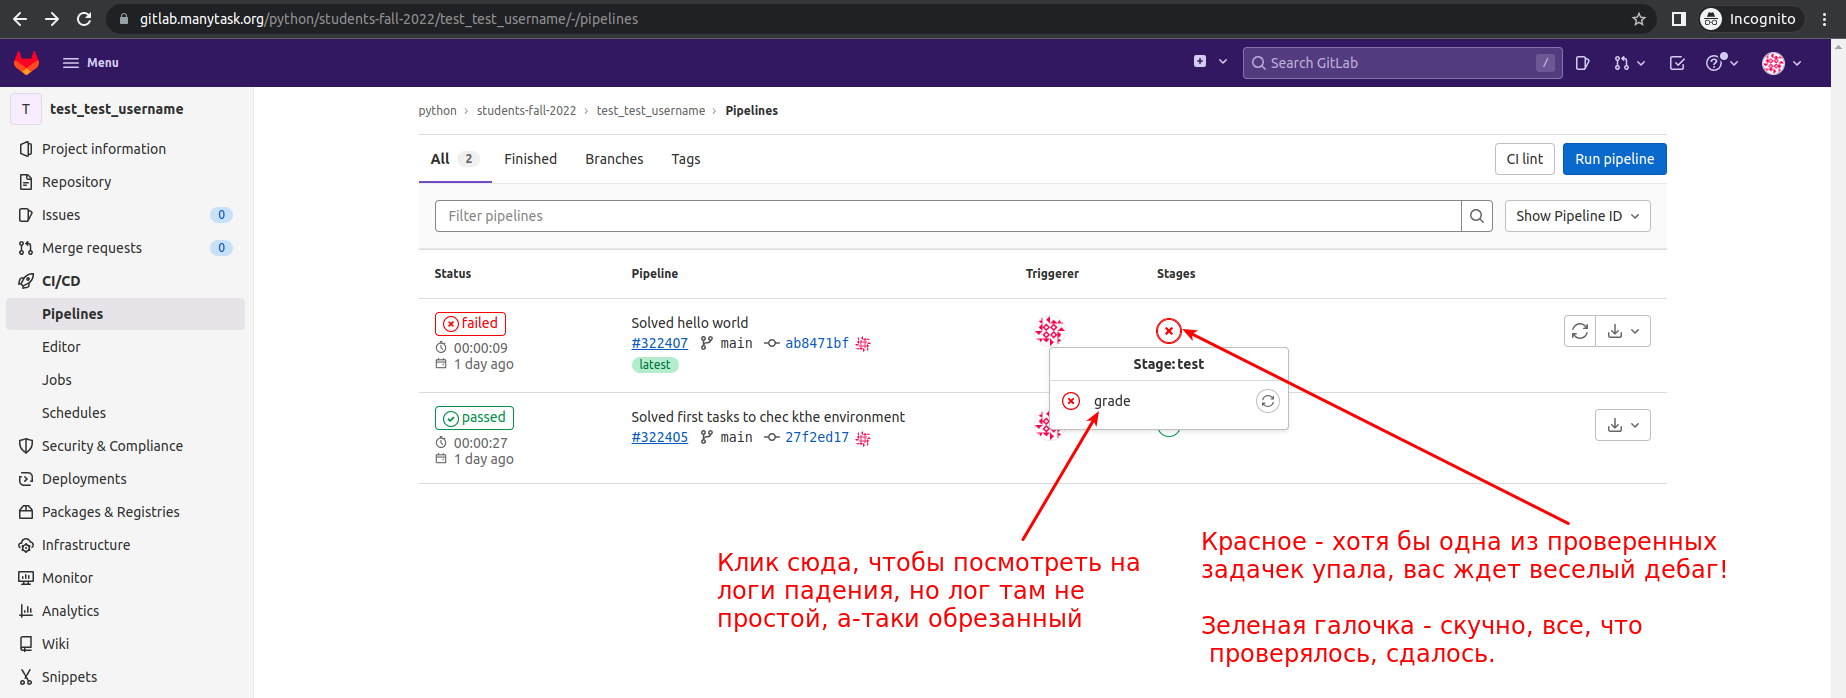 gitlab.manytask.org/python/students-fall-2022/test_test_username/-/pipelines
Incognito
Menu
Search GitLab
/
T
test_test_username
Project information
Repository
Issues
0
Merge requests
0
CI/CD
Pipelines
Editor
Jobs
Schedules
Security & Compliance
Deployments
Packages & Registries
Infrastructure
Monitor
Analytics
Wiki
Snippets
python › students-fall-2022 › test_test_username › Pipelines
All 2 Finished Branches Tags
CI lint
Run pipeline
Filter pipelines
Show Pipeline ID
Status Pipeline Triggerer Stages
failed
00:00:09
1 day ago
Solved hello world
#322407 main ab8471bf
latest
Stage: test
grade
passed
00:00:27
1 day ago
Solved first tasks to chec kthe environment
#322405 main 27f2ed17
Клик сюда, чтобы посмотреть на
логи падения, но лог там не
простой, а-таки обрезанный
Красное - хотя бы одна из проверенных
задачек упала, вас ждет веселый дебаг!
Зеленая галочка - скучно, все, что
проверялось, сдалось.